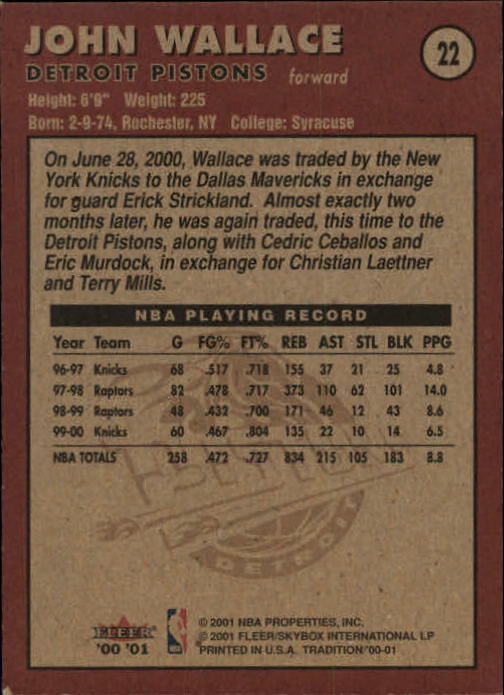 JOHN WALLACE
22
DETROIT PISTONS forward
Height: 6'9" Weight: 225
Born: 2-9-74, Rochester, NY College: Syracuse
On June 28, 2000, Wallace was traded by the New
York Knicks to the Dallas Mavericks in exchange
for guard Erick Strickland. Almost exactly two
months later, he was again traded, this time to the
Detroit Pistons, along with Cedric Ceballos and
Eric Murdock, in exchange for Christian Laettner
and Terry Mills.
NBA PLAYING RECORD
Year Team G FG% FT% REB AST STL BLK PPG
96-97 Knicks 68 .517 .718 155 37 21 25 4.8
97-98 Raptors 82 .478 .717 373 110 62 101 14.0
98-99 Raptors 48 .432 .700 171 46 12 43 8.6
99-00 Knicks 60 .467 .804 135 22 10 14 6.5
NBA TOTALS 258 .472 .727 834 215 105 183 8.8
DETROIT
FLEER
'00 '01
© 2001 NBA PROPERTIES, INC.
© 2001 FLEER/SKYBOX INTERNATIONAL LP
PRINTED IN U.S.A. TRADITION'00-01